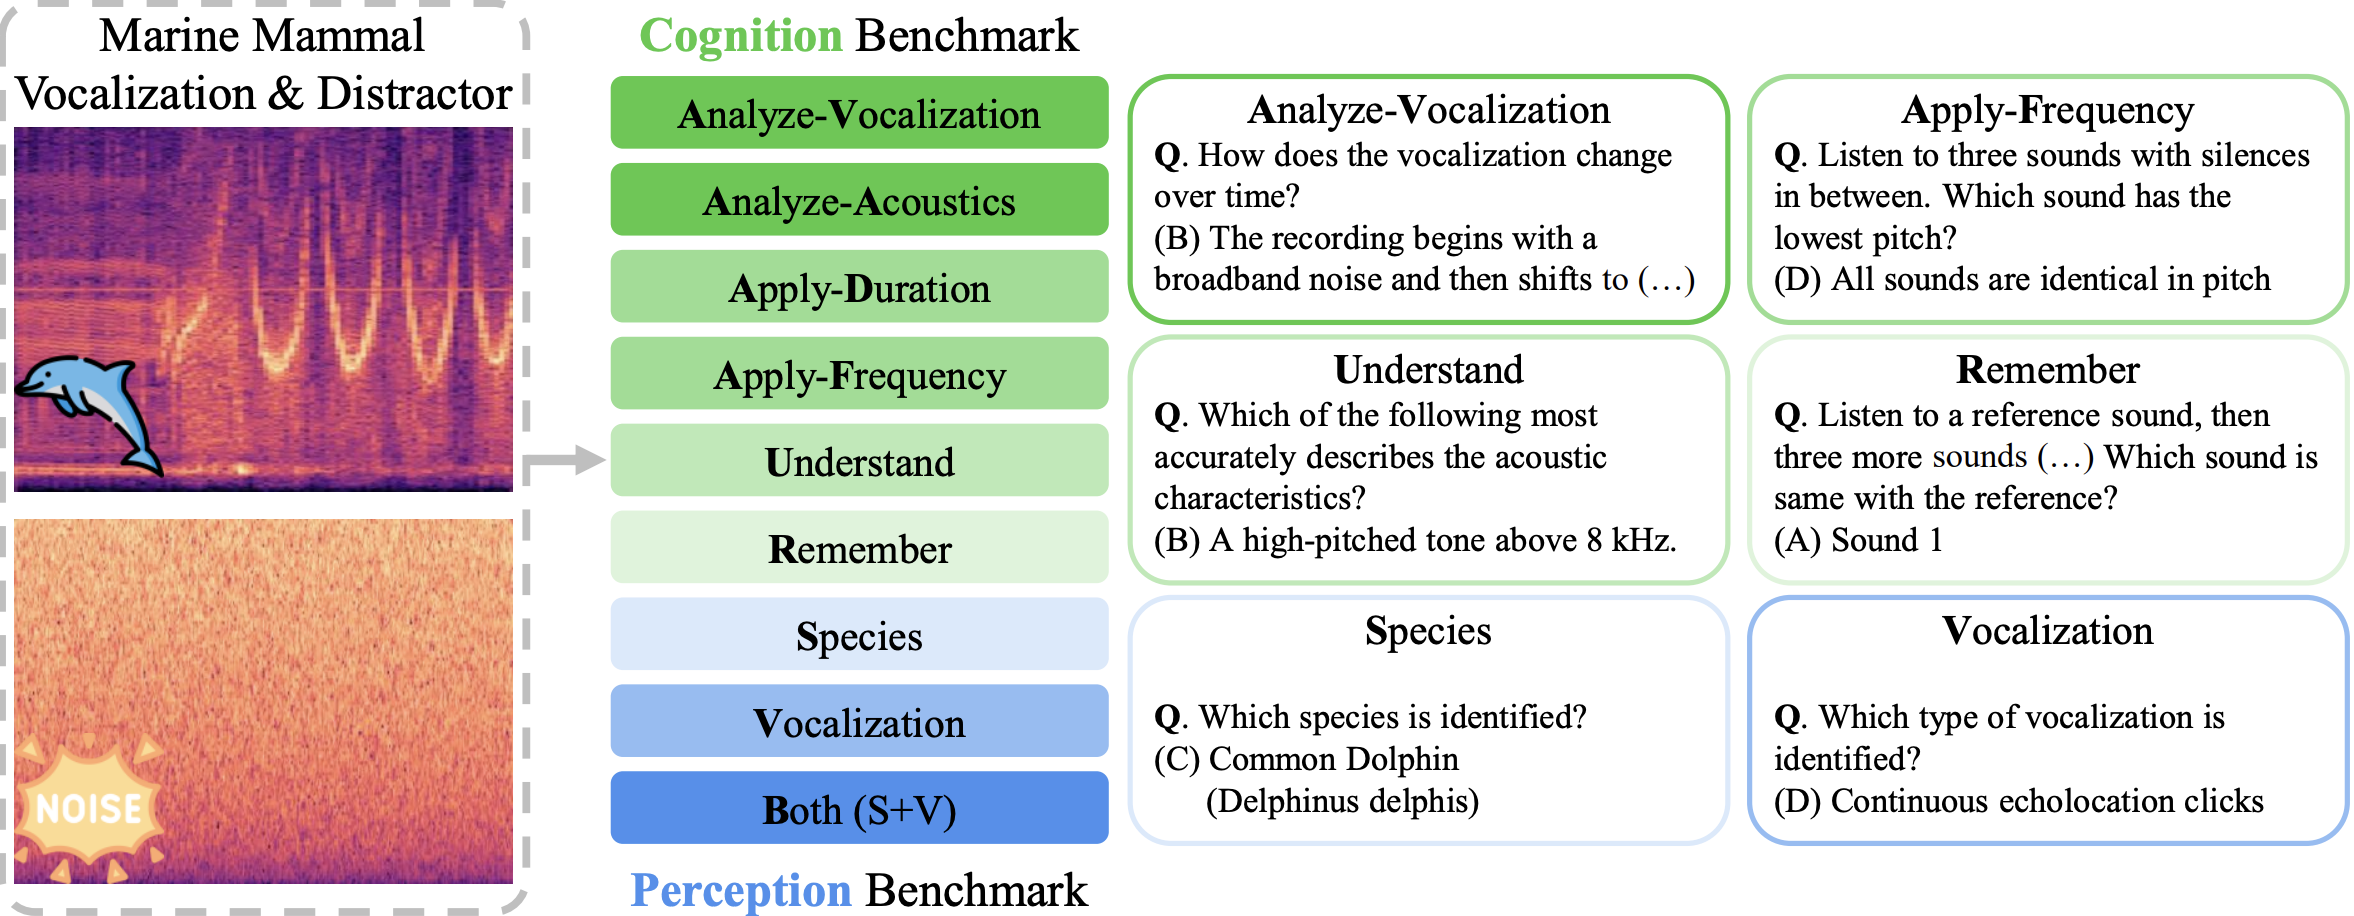 Marine Mammal
Vocalization & Distractor
NOISE
Cognition Benchmark
Analyze-Vocalization
Analyze-Acoustics
Apply-Duration
Apply-Frequency
Understand
Remember
Species
Vocalization
Both (S+V)
Perception Benchmark
Analyze-Vocalization
Q. How does the vocalization change
over time?
(B) The recording begins with a
broadband noise and then shifts to (…)
Apply-Frequency
Q. Listen to three sounds with silences
in between. Which sound has the
lowest pitch?
(D) All sounds are identical in pitch
Understand
Q. Which of the following most
accurately describes the acoustic
characteristics?
(B) A high-pitched tone above 8 kHz.
Remember
Q. Listen to a reference sound, then
three more sounds (…) Which sound is
same with the reference?
(A) Sound 1
Species
Q. Which species is identified?
(C) Common Dolphin
(Delphinus delphis)
Vocalization
Q. Which type of vocalization is
identified?
(D) Continuous echolocation clicks